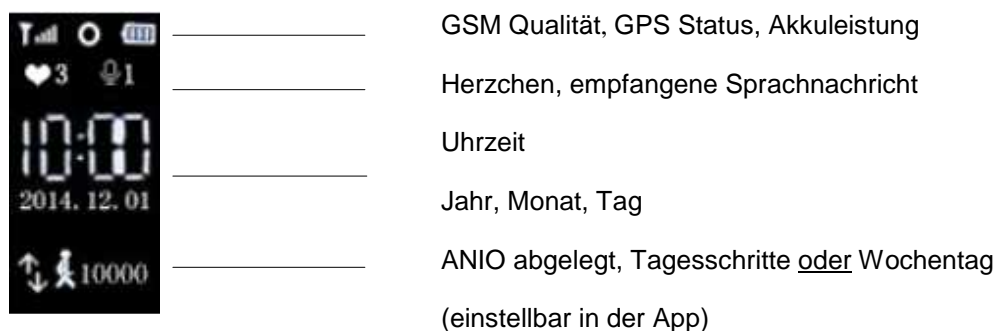 GSM Qualität, GPS Status, Akkuleistung
3 1 Herzchen, empfangene Sprachnachricht
10:00 Uhrzeit
2014. 12. 01 Jahr, Monat, Tag
10000 ANIO abgelegt, Tagesschritte oder Wochentag
(einstellbar in der App)